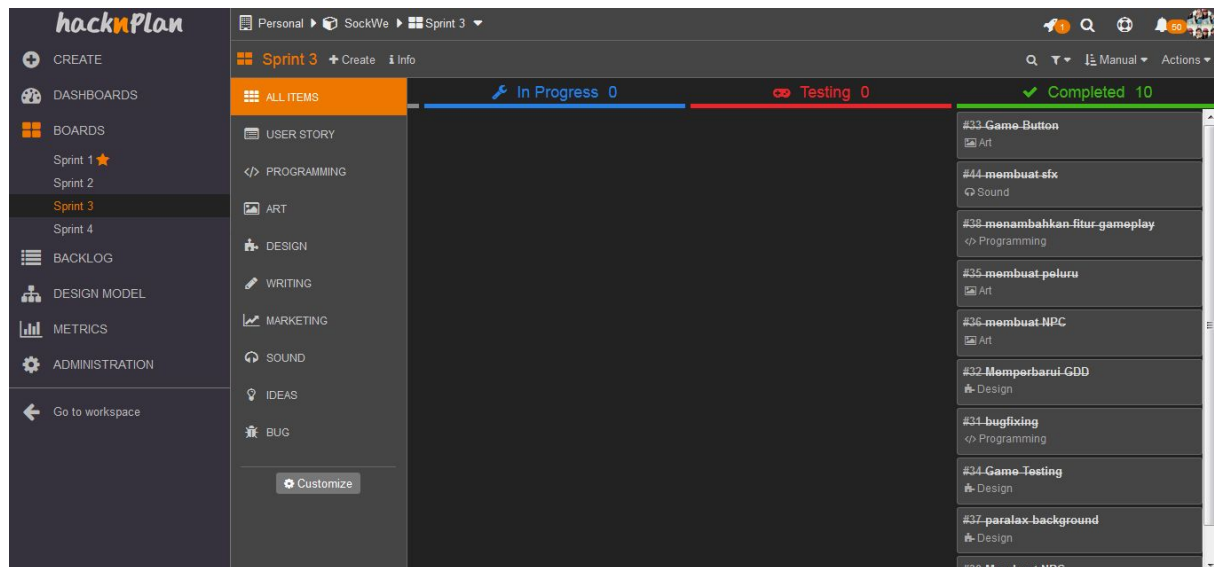 hacknPlan
Personal SockWe Sprint 3
1
50
CREATE
DASHBOARDS
BOARDS
Sprint 1
Sprint 2
Sprint 3
Sprint 4
BACKLOG
DESIGN MODEL
METRICS
ADMINISTRATION
Go to workspace
Sprint 3 + Create i Info
Manual Actions
ALL ITEMS
USER STORY
</> PROGRAMMING
ART
DESIGN
WRITING
MARKETING
SOUND
IDEAS
BUG
Customize
In Progress 0
Testing 0
Completed 10
#33 Game Button
Art
#44 membuat sfx
Sound
#38 menambahkan fitur gameplay
</> Programming
#35 membuat peluru
Art
#36 membuat NPC
Art
#32 Memperbarui GDD
Design
#31 bugfixing
</> Programming
#34 Game Testing
Design
#37 paralax background
Design